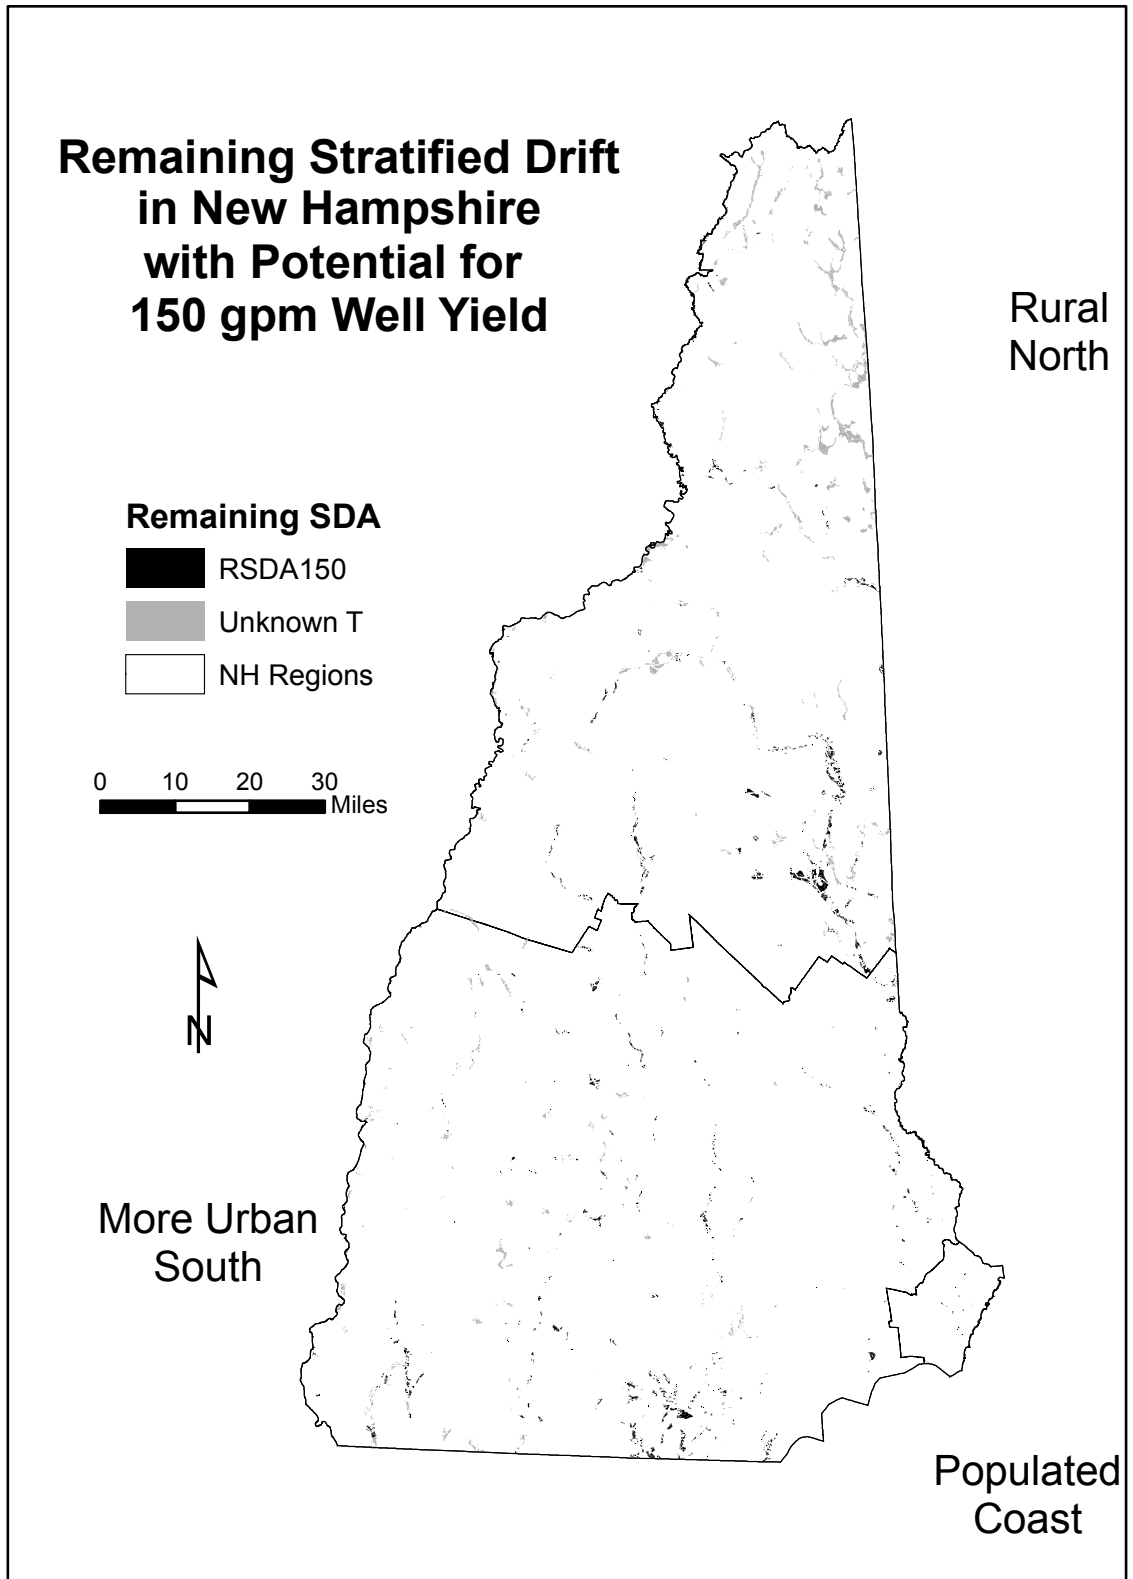 Remaining Stratified Drift
in New Hampshire
with Potential for
150 gpm Well Yield
Rural
North
Remaining SDA
RSDA150
Unknown T
NH Regions
0 10 20 30
Miles
N
More Urban
South
Populated
Coast